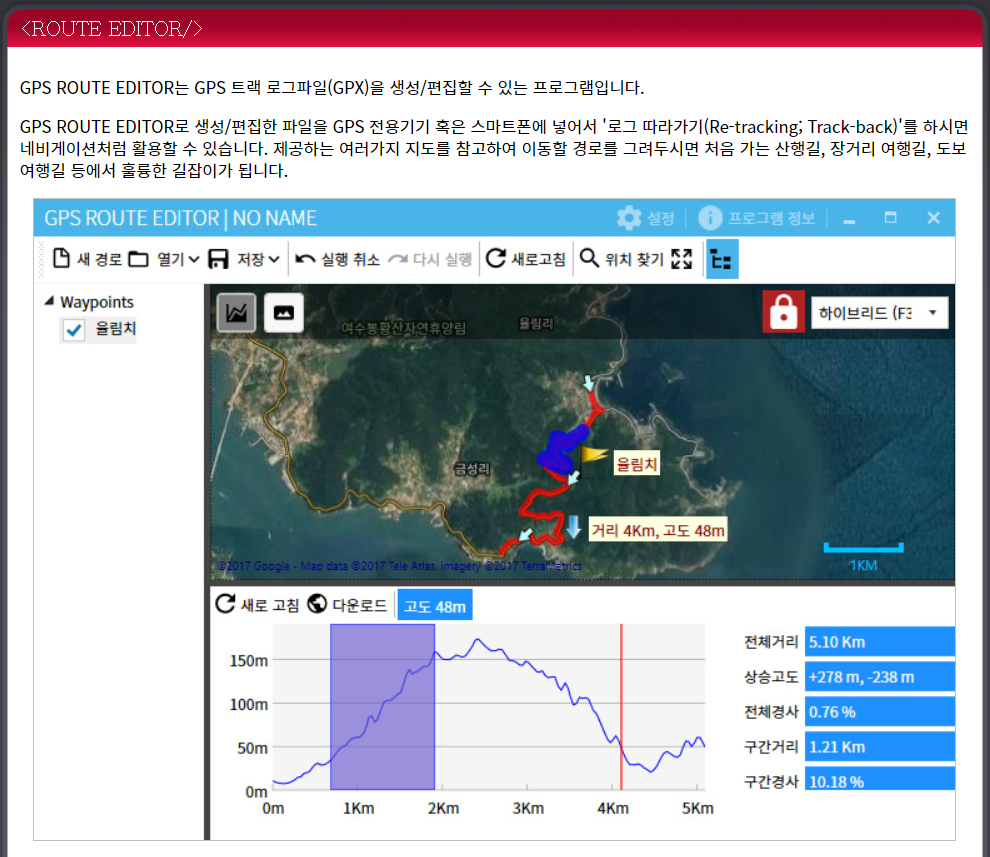 <ROUTE EDITOR/>
GPS ROUTE EDITOR는 GPS 트랙 로그파일(GPX)을 생성/편집할 수 있는 프로그램입니다.
GPS ROUTE EDITOR로 생성/편집한 파일을 GPS 전용기기 혹은 스마트폰에 넣어서 '로그 따라가기(Re-tracking; Track-back)'를 하시면
네비게이션처럼 활용할 수 있습니다. 제공하는 여러가지 지도를 참고하여 이동할 경로를 그려두시면 처음 가는 산행길, 장거리 여행길, 도보
여행길 등에서 훌륭한 길잡이가 됩니다.
GPS ROUTE EDITOR | NO NAME 설정 프로그램 정보
새 경로 열기 저장 실행 취소 다시 실행 새로고침 위치 찾기
Waypoints
율림치
하이브리드 (F3
여수봉황산자연휴양림 율림리
금성리
율림치
거리 4Km, 고도 48m
©2017 Google - Map data ©2017 Tele Atlas, Imagery ©2017 TerraMetrics
1KM
새로 고침 다운로드 고도 48m
150m
100m
50m
0m
0m 1Km 2Km 3Km 4Km 5Km
전체거리 5.10 Km
상승고도 +278 m, -238 m
전체경사 0.76 %
구간거리 1.21 Km
구간경사 10.18 %